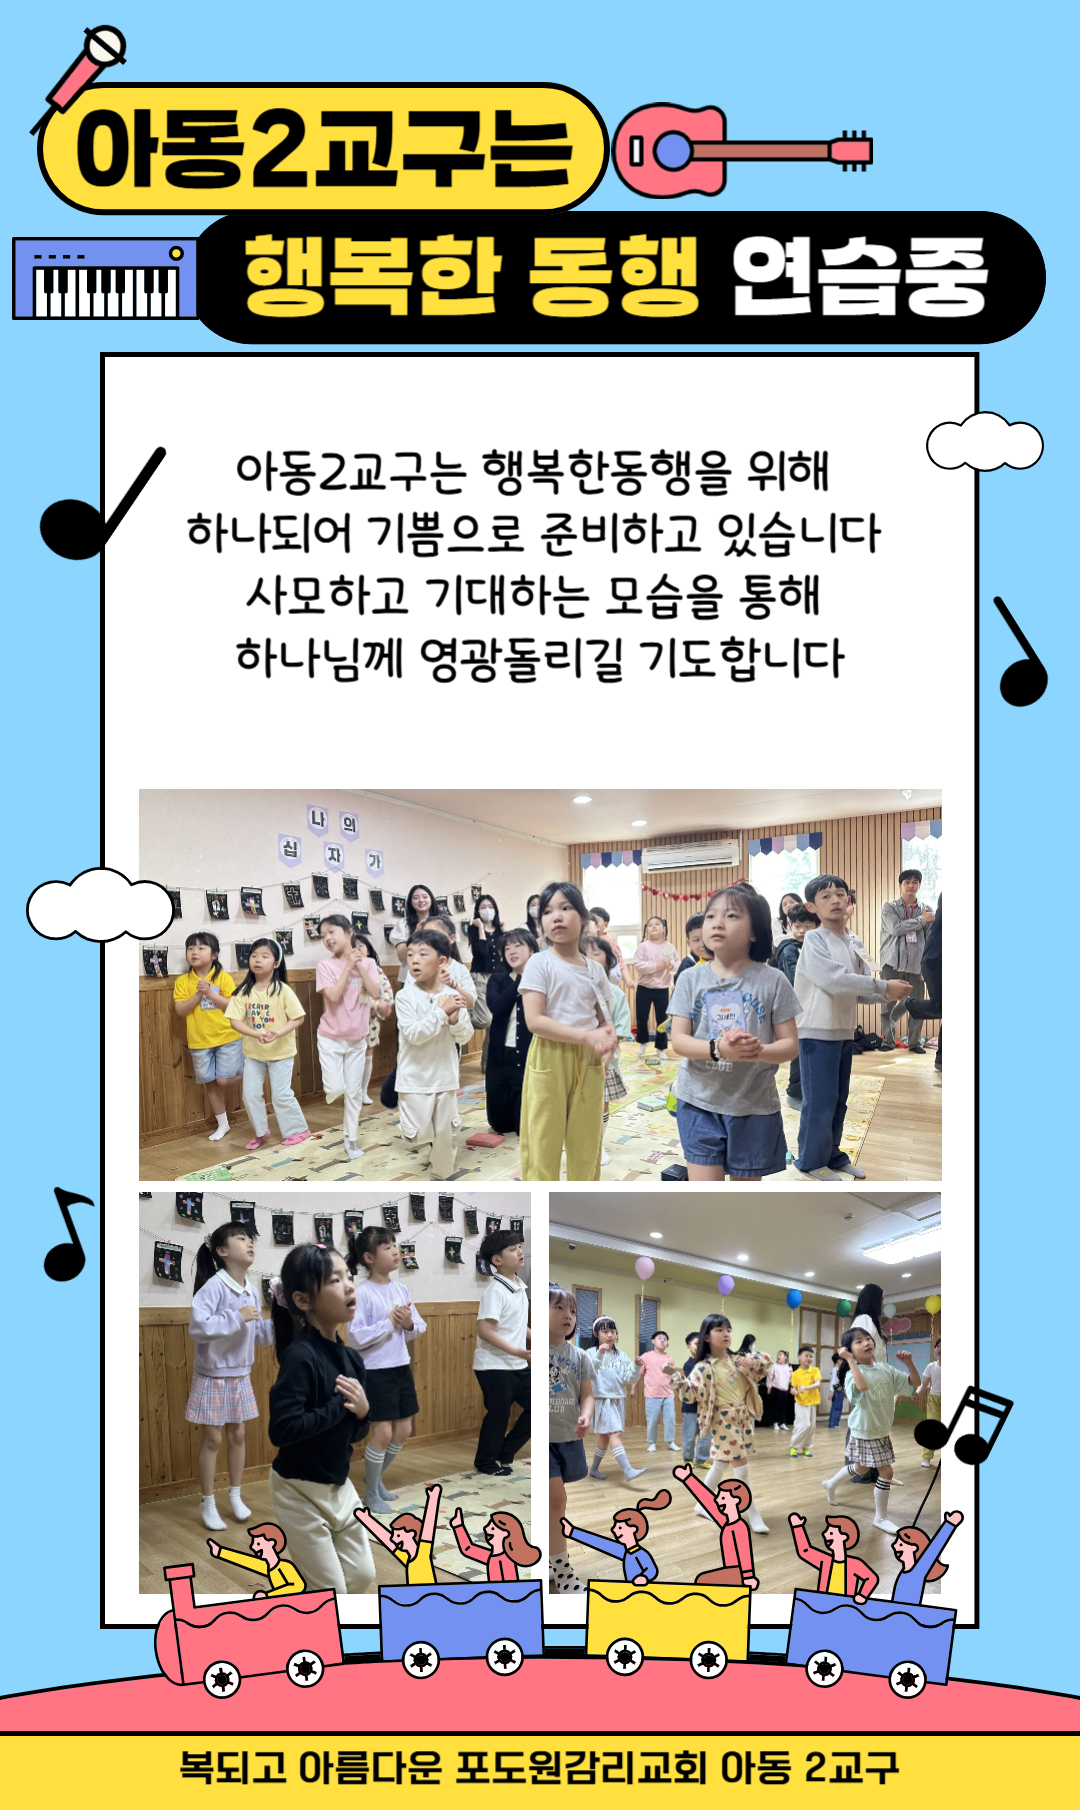 아동2교구는
행복한 동행 연습중
아동2교구는 행복한동행을 위해
하나되어 기쁨으로 준비하고 있습니다
사모하고 기대하는 모습을 통해
하나님께 영광돌리길 기도합니다
나의
십자가
복되고 아름다운 포도원감리교회 아동 2교구